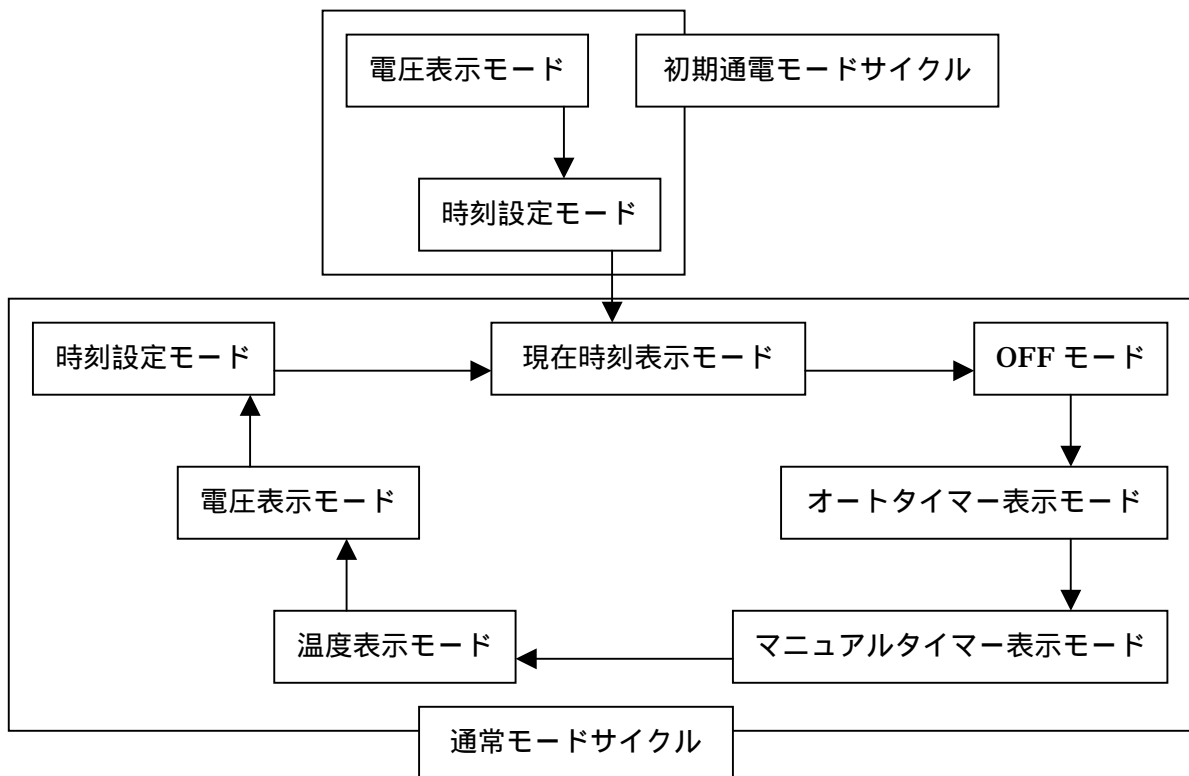 電圧表示モード
初期通電モードサイクル
時刻設定モード
時刻設定モード
現在時刻表示モード
OFF モード
電圧表示モード
オートタイマー表示モード
温度表示モード
マニュアルタイマー表示モード
通常モードサイクル